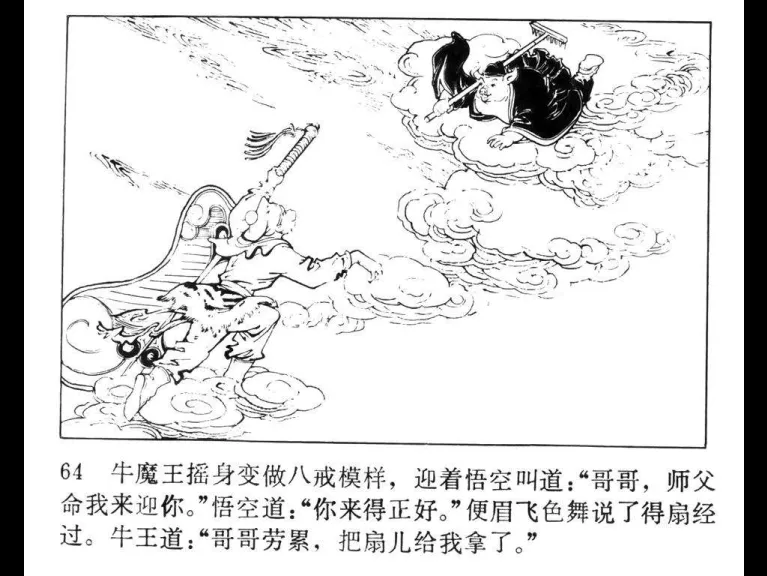 64 牛魔王摇身变做八戒模样，迎着悟空叫道：“哥哥，师父
命我来迎你。”悟空道：“你来得正好。”便眉飞色舞说了得扇经
过。牛王道：“哥哥劳累，把扇儿给我拿了。”